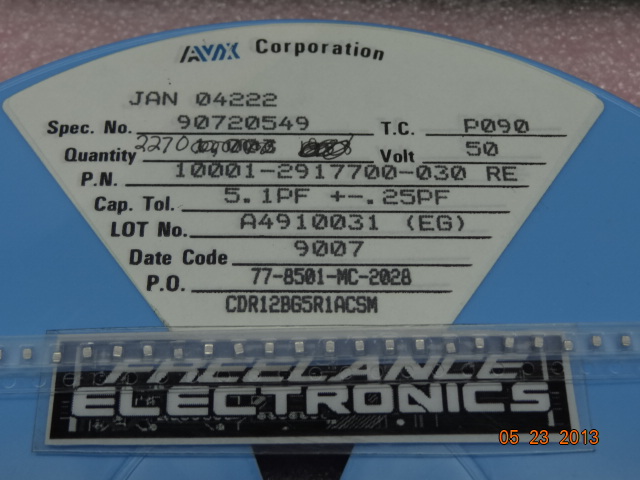 AVX Corporation
JAN 04222
Spec. No. 90720549 T.C. P090
Quantity 2270 Volt 50
P.N. 10001-2917700-030 RE
Cap. Tol. 5.1PF +-.25PF
LOT No. A4910031 (EG)
Date Code 9007
P.O. 77-8501-MC-2028
CDR12BG5R1ACSM
FREELANCE
ELECTRONICS
05 23 2013